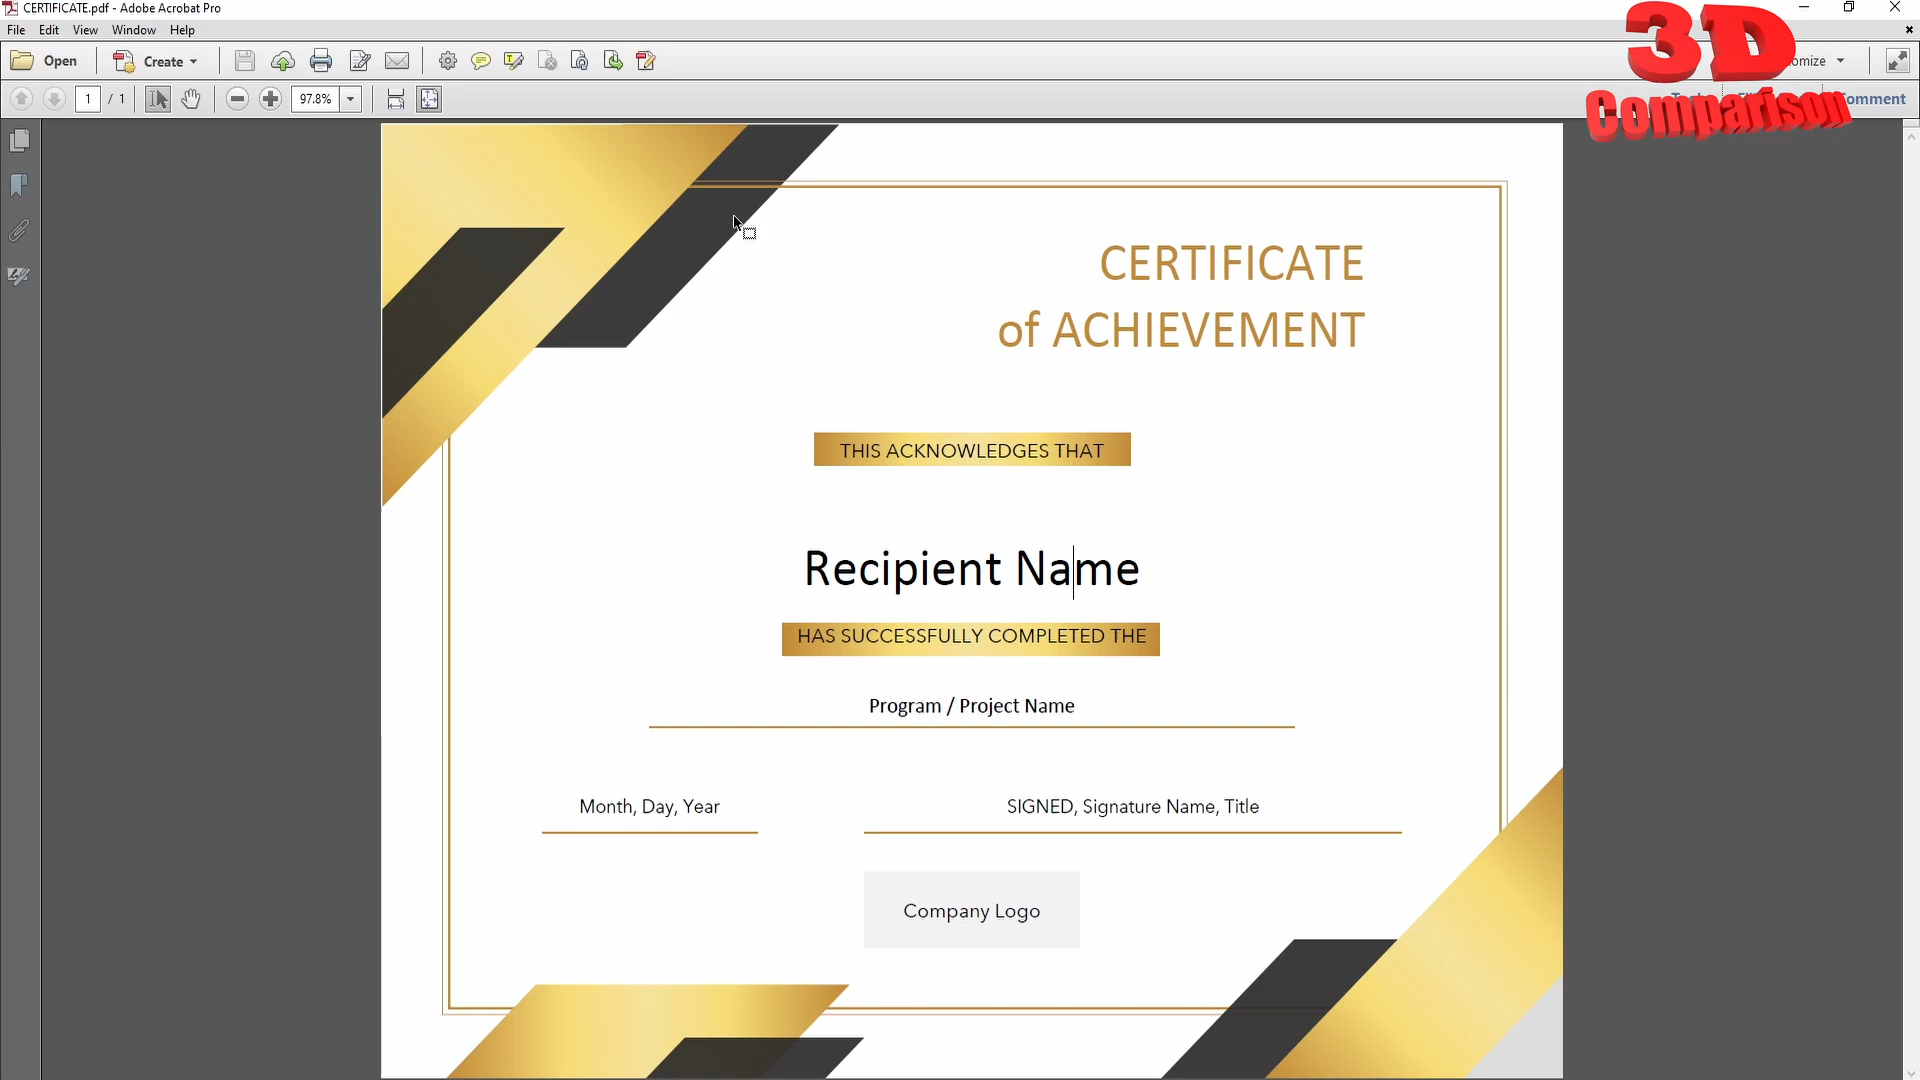 CERTIFICATE.pdf - Adobe Acrobat Pro
File Edit View Window Help
3D
Open Create
Comparison
1 / 1 97.8% Comment
CERTIFICATE
of ACHIEVEMENT
THIS ACKNOWLEDGES THAT
Recipient Name
HAS SUCCESSFULLY COMPLETED THE
Program / Project Name
Month, Day, Year
SIGNED, Signature Name, Title
Company Logo